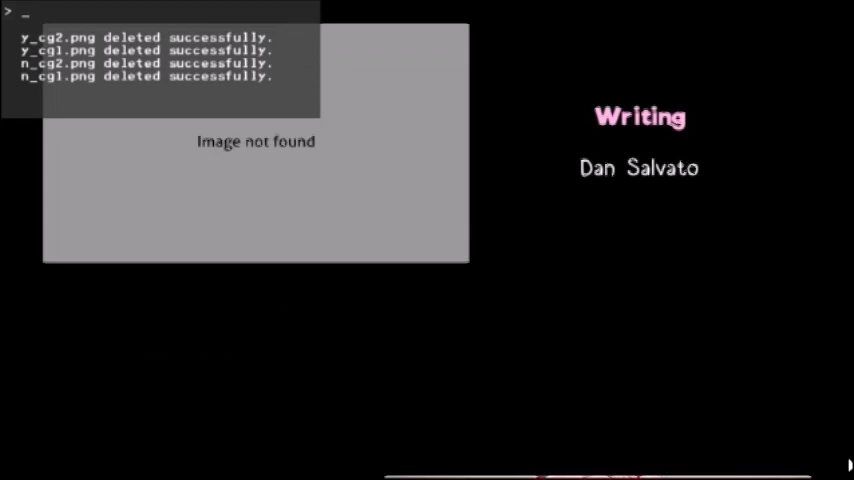 > _
y_cg2.png deleted successfully.
y_cg1.png deleted successfully.
n_cg2.png deleted successfully.
n_cg1.png deleted successfully.
Image not found
Writing
Dan Salvato